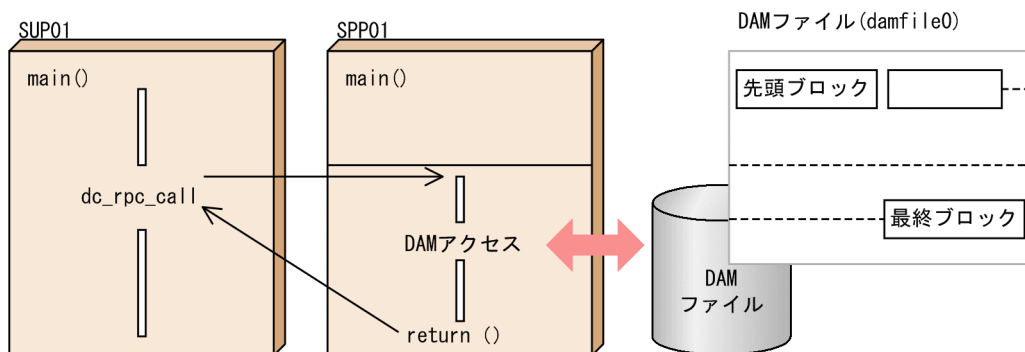 SUP01
main()
dc_rpc_call
SPP01
DAMアクセス
return ()
DAM
ファイル
DAMファイル(damfile0)
先頭ブロック
最終ブロック